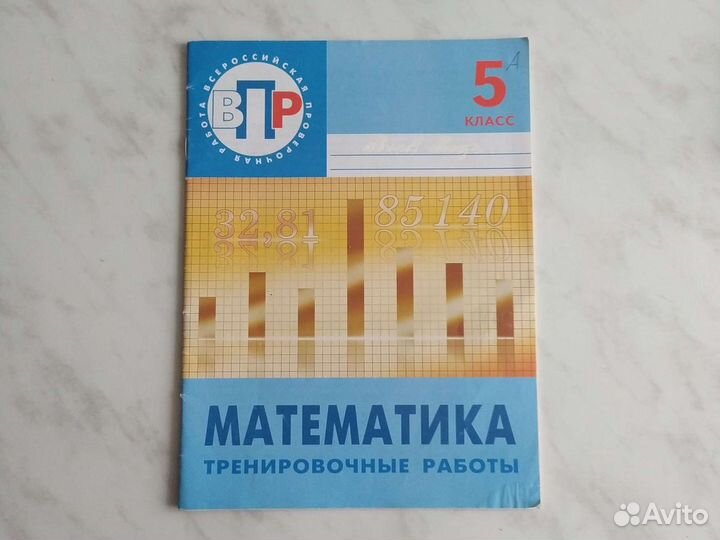 ВСЕРОССИЙСКАЯ ПРОВЕРОЧНАЯ РАБОТА
ВПР
5 А
КЛАСС
32,81
85 140
МАТЕМАТИКА
ТРЕНИРОВОЧНЫЕ РАБОТЫ
Avito